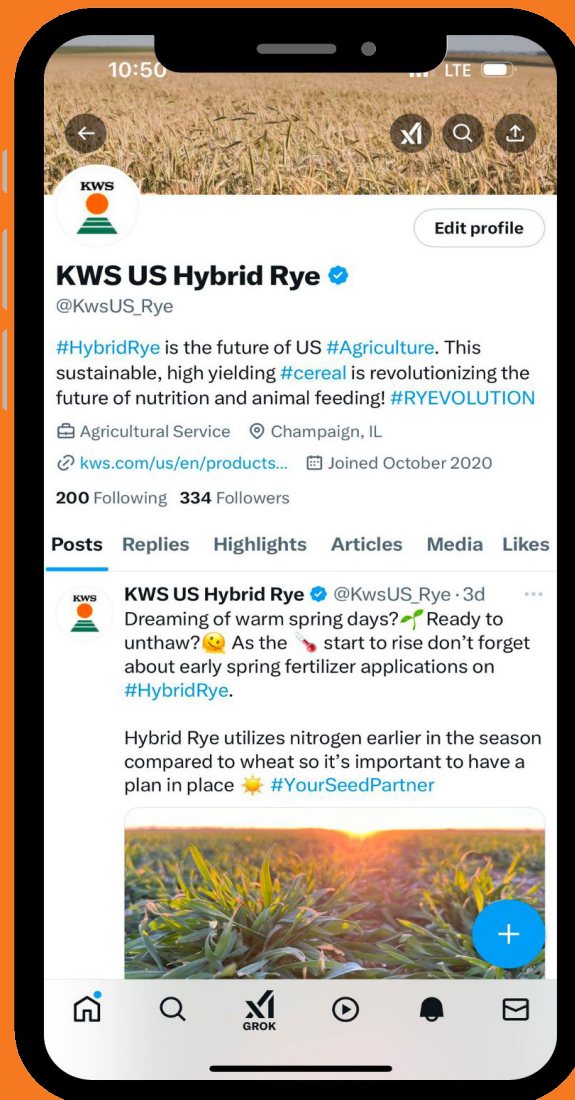 10:50
LTE
KWS
Edit profile
KWS US Hybrid Rye
@KwsUS_Rye
#HybridRye is the future of US #Agriculture. This
sustainable, high yielding #cereal is revolutionizing the
future of nutrition and animal feeding! #RYEVOLUTION
Agricultural Service Champaign, IL
kws.com/us/en/products... Joined October 2020
200 Following 334 Followers
Posts Replies Highlights Articles Media Likes
KWS
KWS US Hybrid Rye @KwsUS_Rye · 3d
Dreaming of warm spring days?🌱 Ready to
unthaw?🫠 As the 🌡️ start to rise don’t forget
about early spring fertilizer applications on
#HybridRye.
Hybrid Rye utilizes nitrogen earlier in the season
compared to wheat so it’s important to have a
plan in place ☀️ #YourSeedPartner
GROK